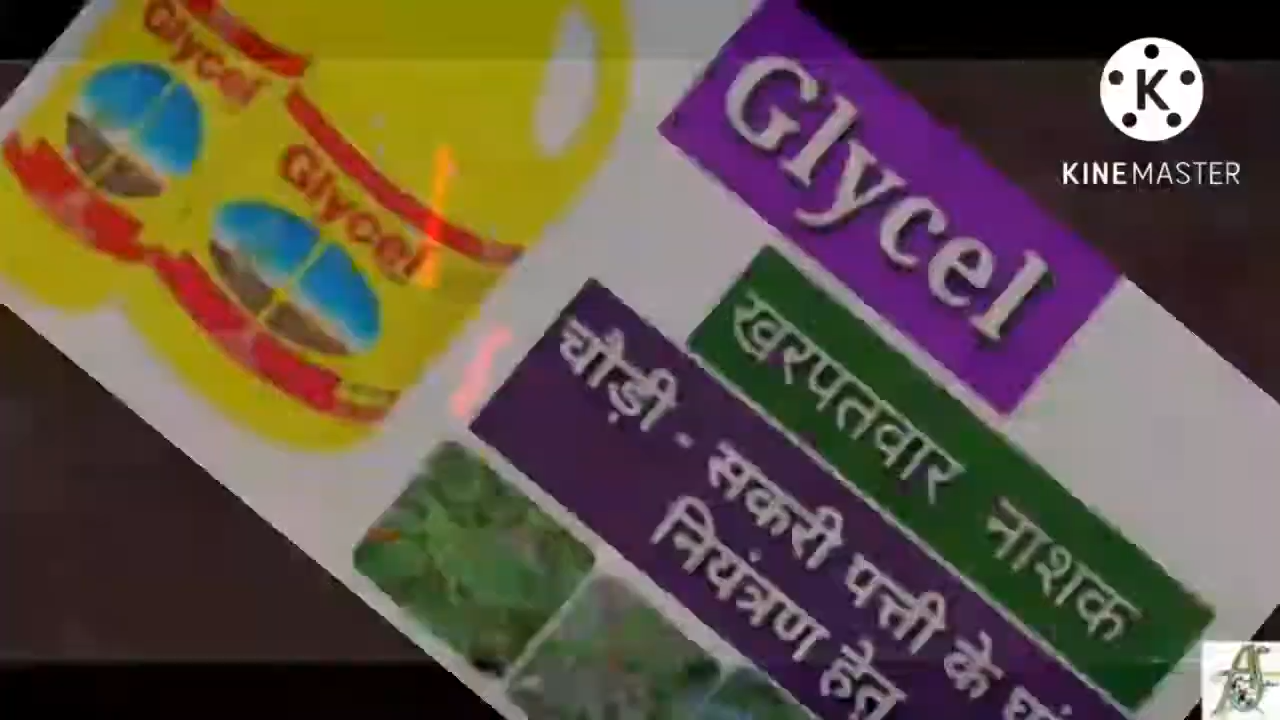 Glycel
Glycel
Glycel
खरपतवार नाशक
चौड़ी - सकरी पत्ती के
नियंत्रण हेतु
K
KINEMASTER